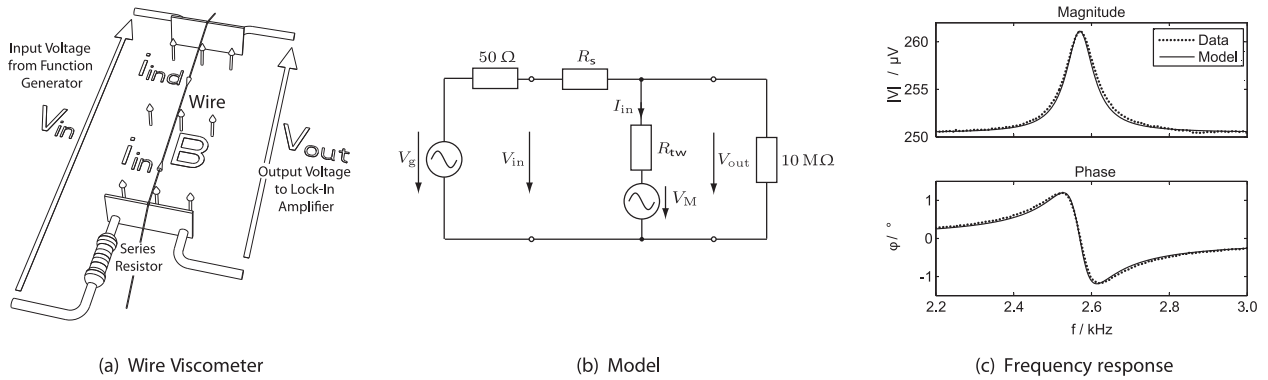 Input Voltage
from Function
Generator
V_in
i_ind
Wire
i_in
B
V_out
Output Voltage
to Lock-In
Amplifier
Series
Resistor
(a) Wire Viscometer
50 Ω
R_s
I_in
V_g
V_in
R_tw
V_out
10 MΩ
V_M
(b) Model
Magnitude
|V| / μV
260
255
250
Data
Model
Phase
φ / °
1
0
-1
2.2 2.4 2.6 2.8 3.0
f / kHz
(c) Frequency response